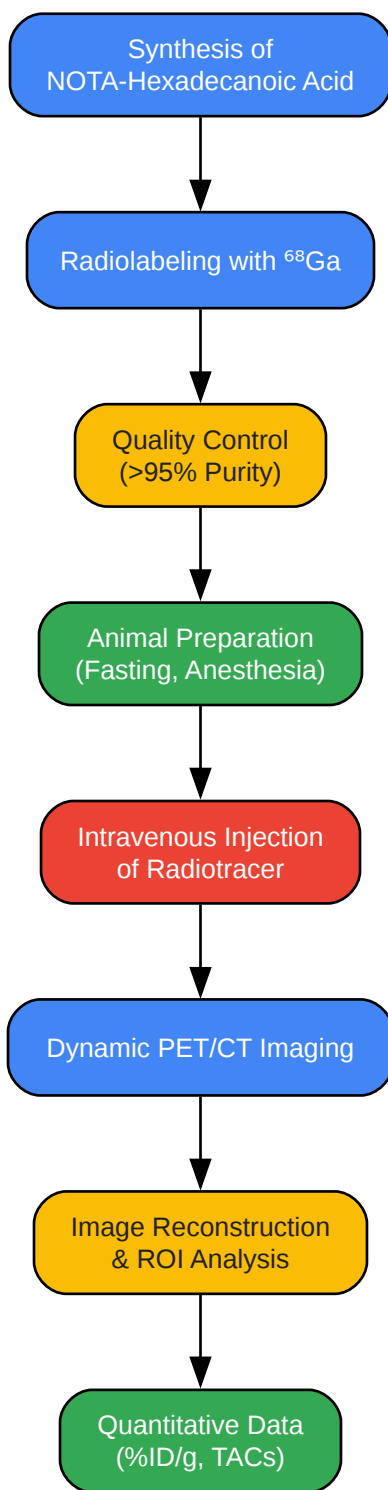 Synthesis of
NOTA-Hexadecanoic Acid
Radiolabeling with ⁶⁸Ga
Quality Control
(>95% Purity)
Animal Preparation
(Fasting, Anesthesia)
Intravenous Injection
of Radiotracer
Dynamic PET/CT Imaging
Image Reconstruction
& ROI Analysis
Quantitative Data
(%ID/g, TACs)